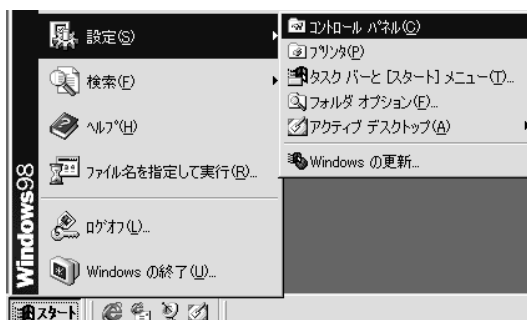 設定(S)
検索(F)
ﾍﾙﾌﾟ(H)
ファイル名を指定して実行(R)...
ﾛｸﾞｵﾌ(L)...
Windows の終了(U)...
Windows98
スタート
ｺﾝﾄﾛｰﾙ ﾊﾟﾈﾙ(C)
ﾌﾟﾘﾝﾀ(P)
タスク バーと [スタート] メニュー(T)...
フォルダ オプション(F)...
アクティブ デスクトップ(A)
Windows の更新...